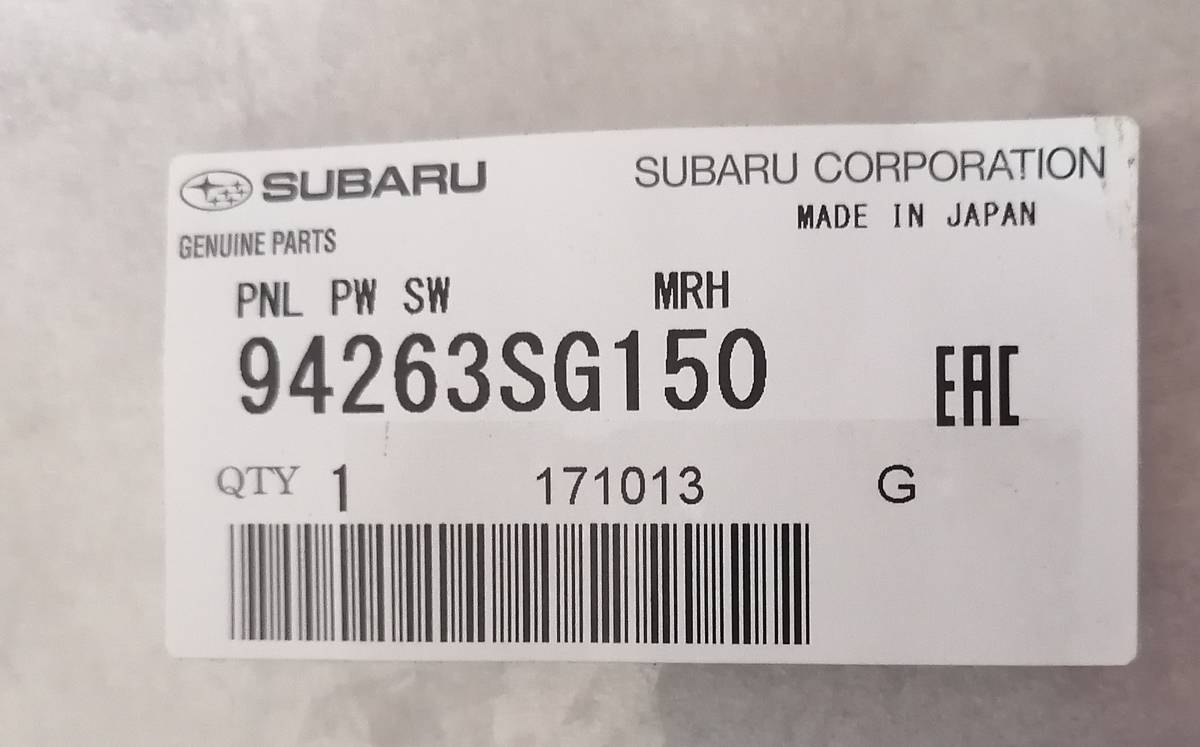 SUBARU SUBARU CORPORATION
MADE IN JAPAN
GENUINE PARTS
PNL PW SW MRH
94263SG150
EAC
QTY 1 171013 G